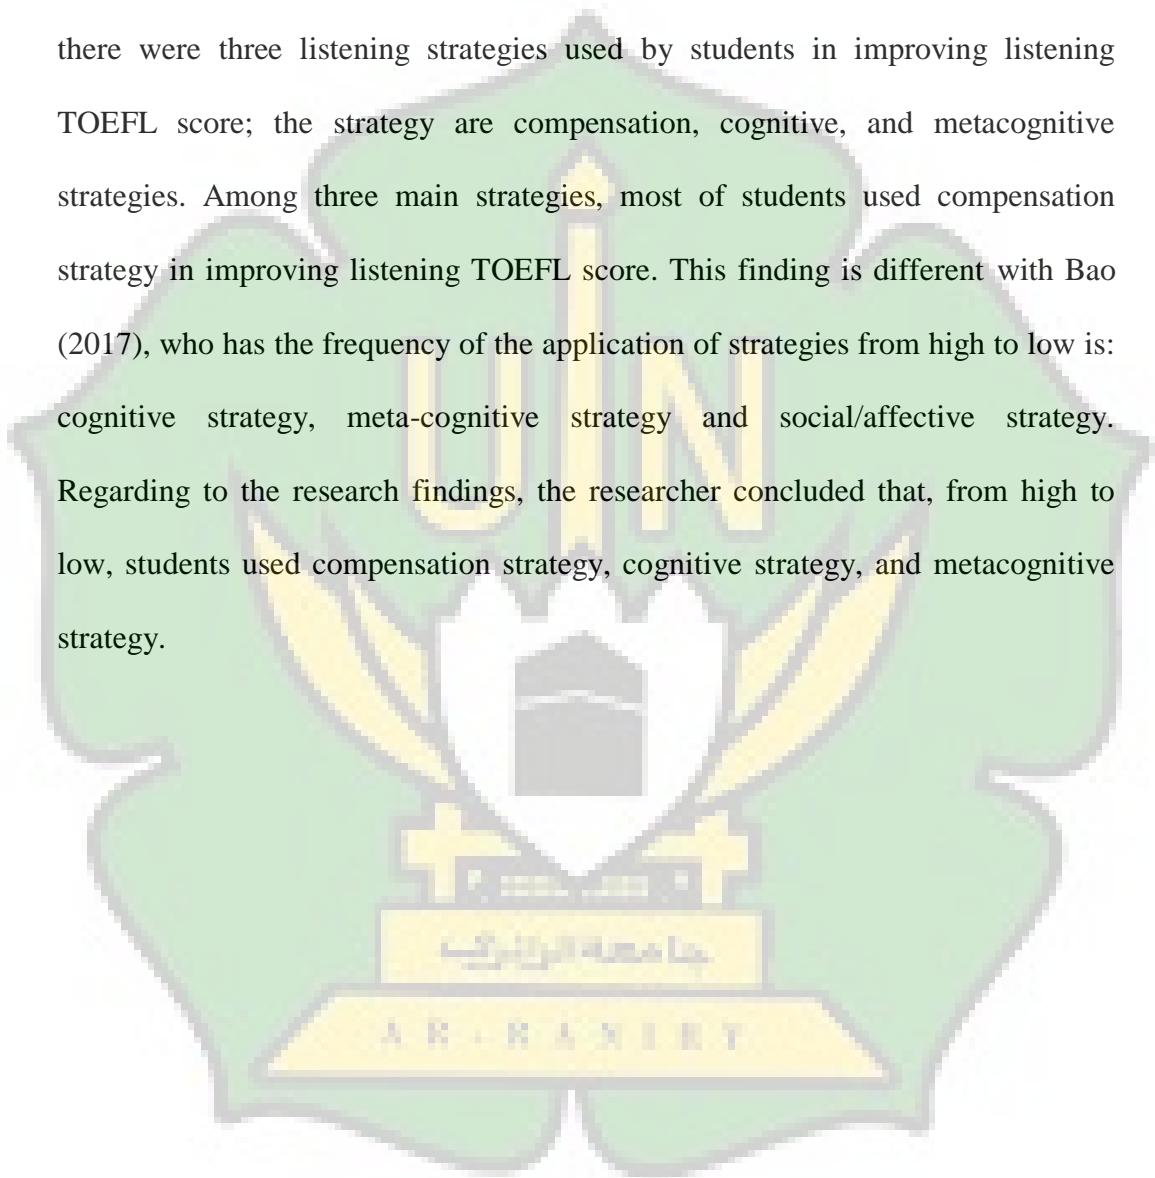 there were three listening strategies used by students in improving listening
TOEFL score; the strategy are compensation, cognitive, and metacognitive
strategies. Among three main strategies, most of students used compensation
strategy in improving listening TOEFL score. This finding is different with Bao
(2017), who has the frequency of the application of strategies from high to low is:
cognitive strategy, meta-cognitive strategy and social/affective strategy.
Regarding to the research findings, the researcher concluded that, from high to
low, students used compensation strategy, cognitive strategy, and metacognitive
strategy.
UIN
جامعة الرانري
AR-RANIRY